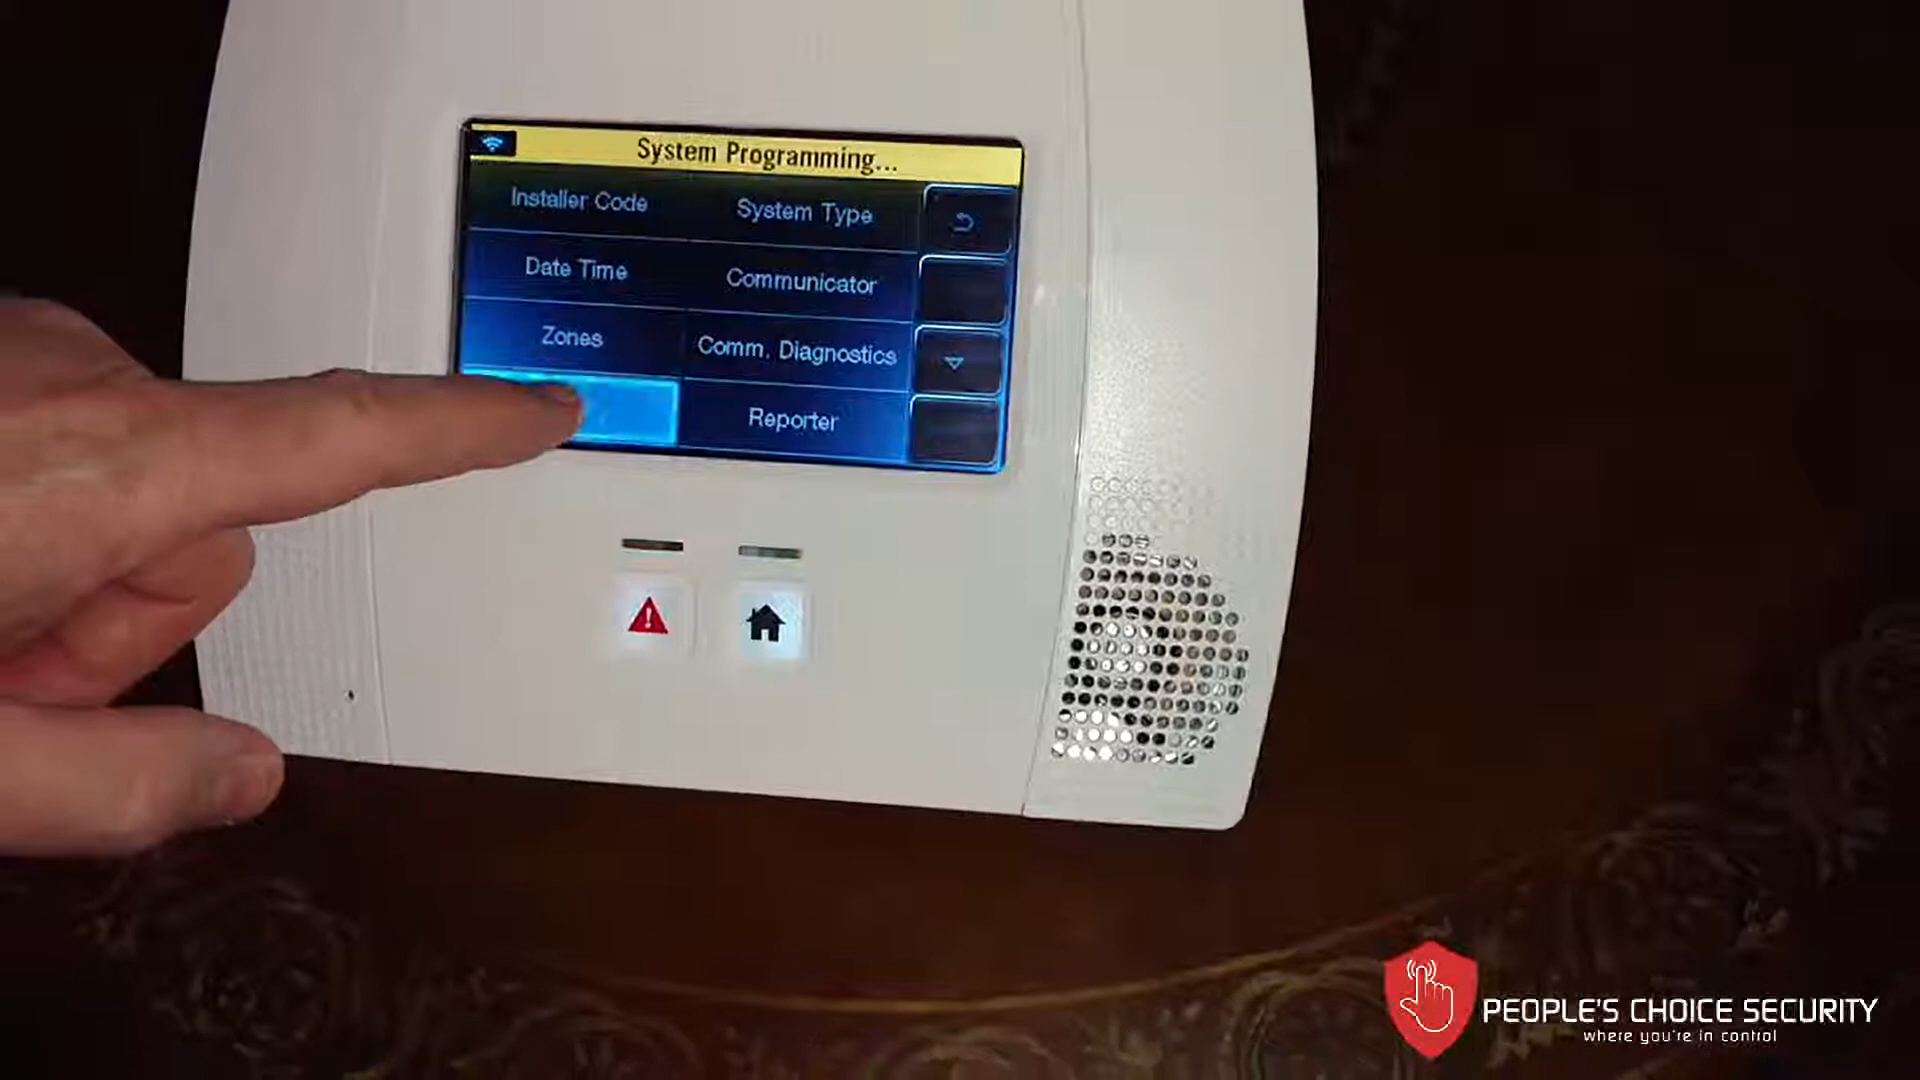 System Programming...
Installer Code
System Type
Date Time
Communicator
Zones
Comm. Diagnostics
Reporter
PEOPLE'S CHOICE SECURITY
where you're in control